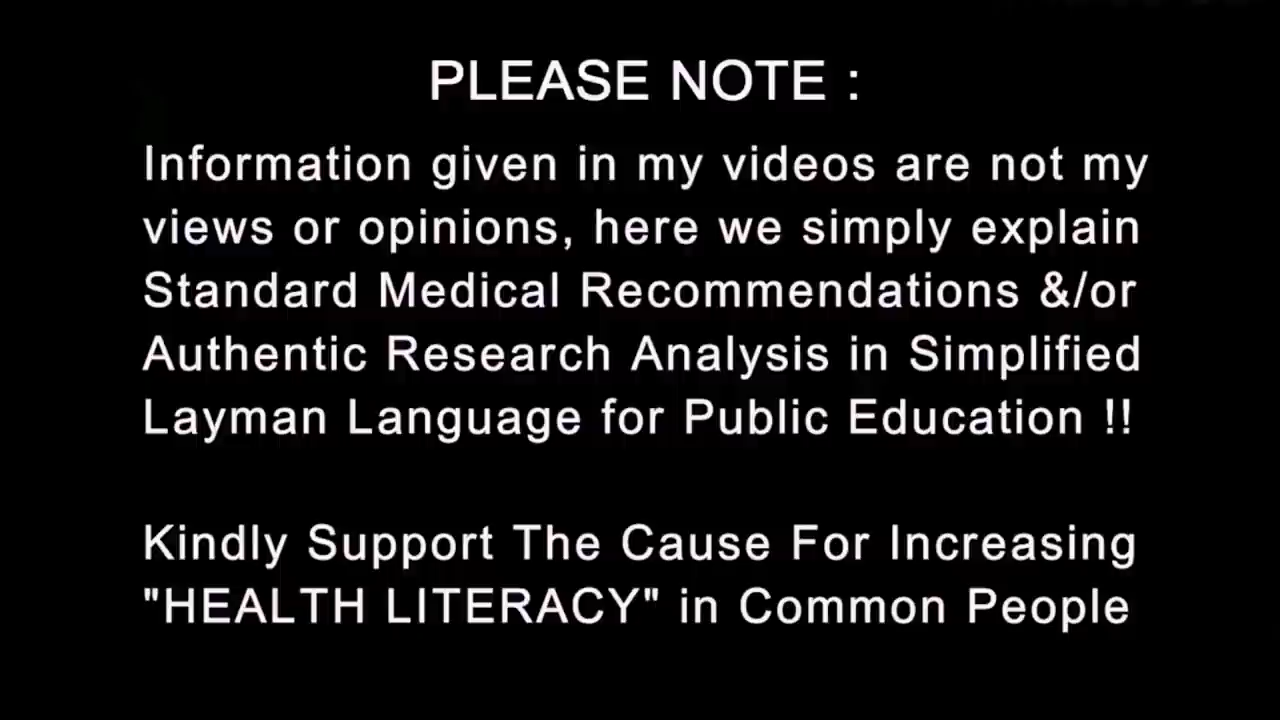 PLEASE NOTE :
Information given in my videos are not my
views or opinions, here we simply explain
Standard Medical Recommendations &/or
Authentic Research Analysis in Simplified
Layman Language for Public Education !!
Kindly Support The Cause For Increasing
"HEALTH LITERACY" in Common People